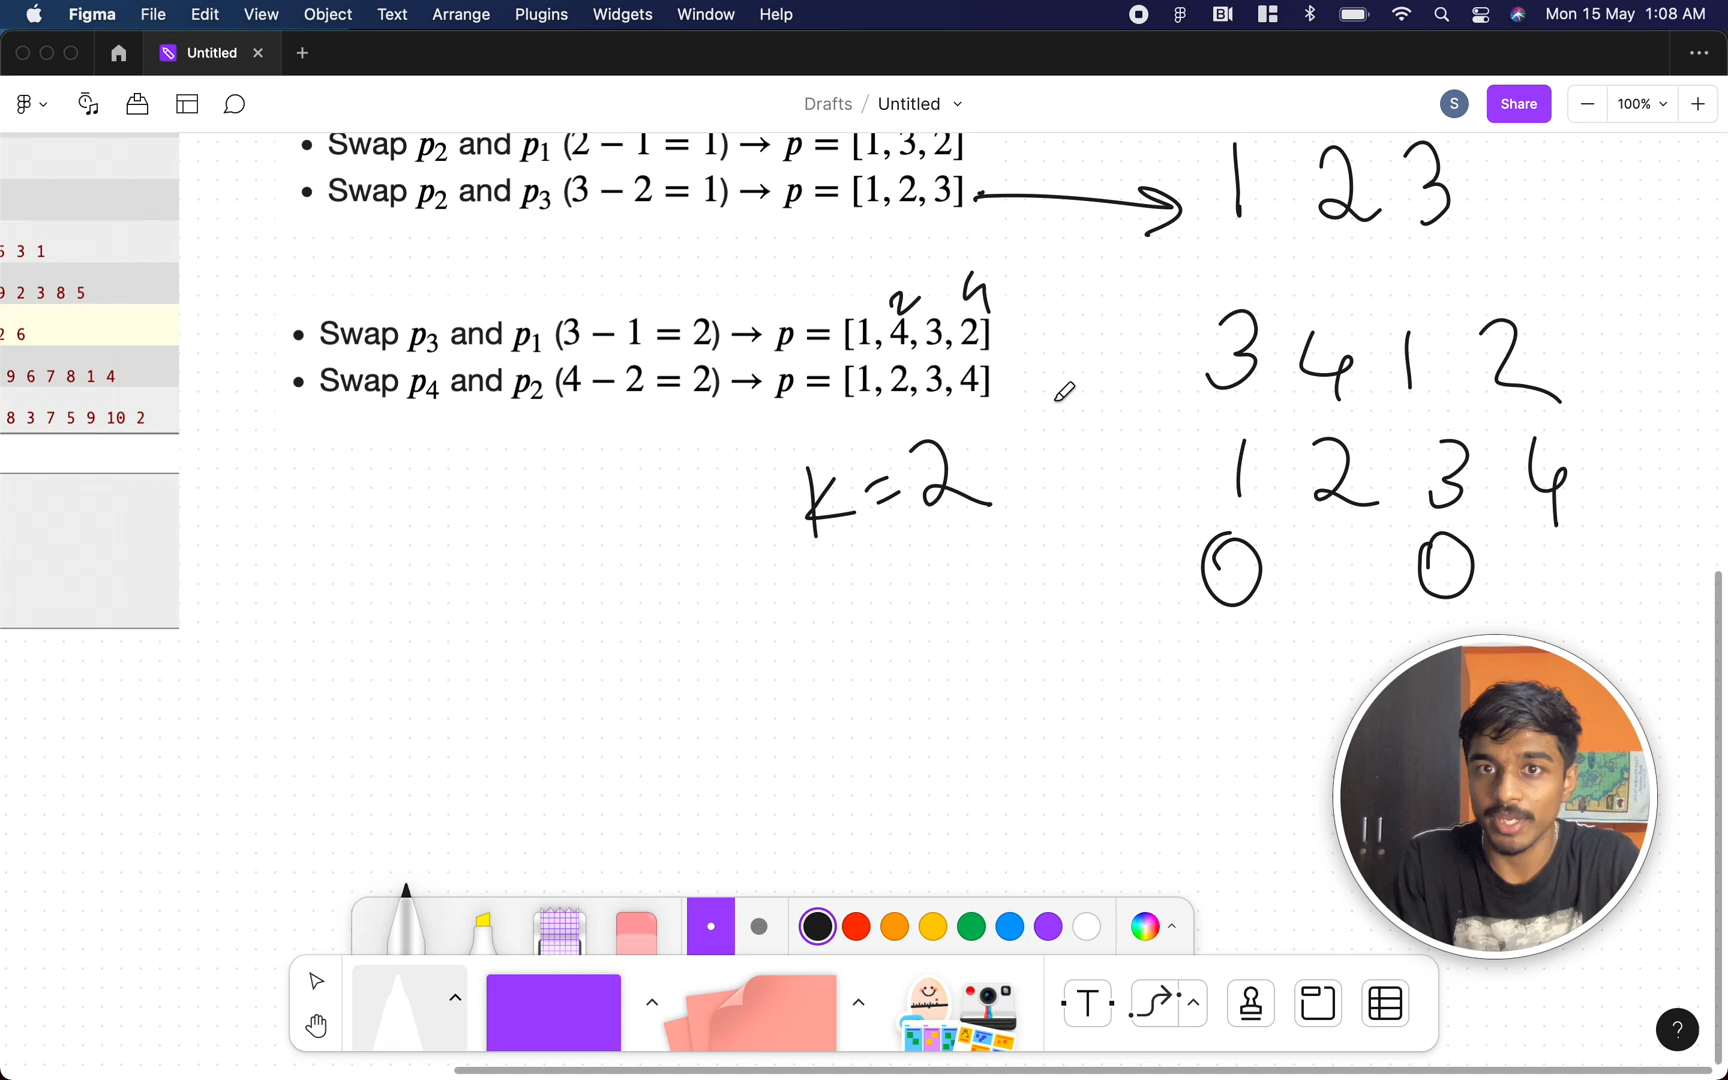 Figma File Edit View Object Text Arrange Plugins Widgets Window Help
Mon 15 May 1:08 AM
Untitled
Drafts / Untitled
S
Share
100%
• Swap p2 and p1 (2 − 1 = 1) → p = [1, 3, 2]
• Swap p2 and p3 (3 − 2 = 1) → p = [1, 2, 3]
1 2 3
5 3 1
9 2 3 8 5
2 6
9 6 7 8 1 4
8 3 7 5 9 10 2
2 4
• Swap p3 and p1 (3 − 1 = 2) → p = [1, 4, 3, 2]
• Swap p4 and p2 (4 − 2 = 2) → p = [1, 2, 3, 4]
3 4 1 2
K = 2
1 2 3 4
0 0
T
?